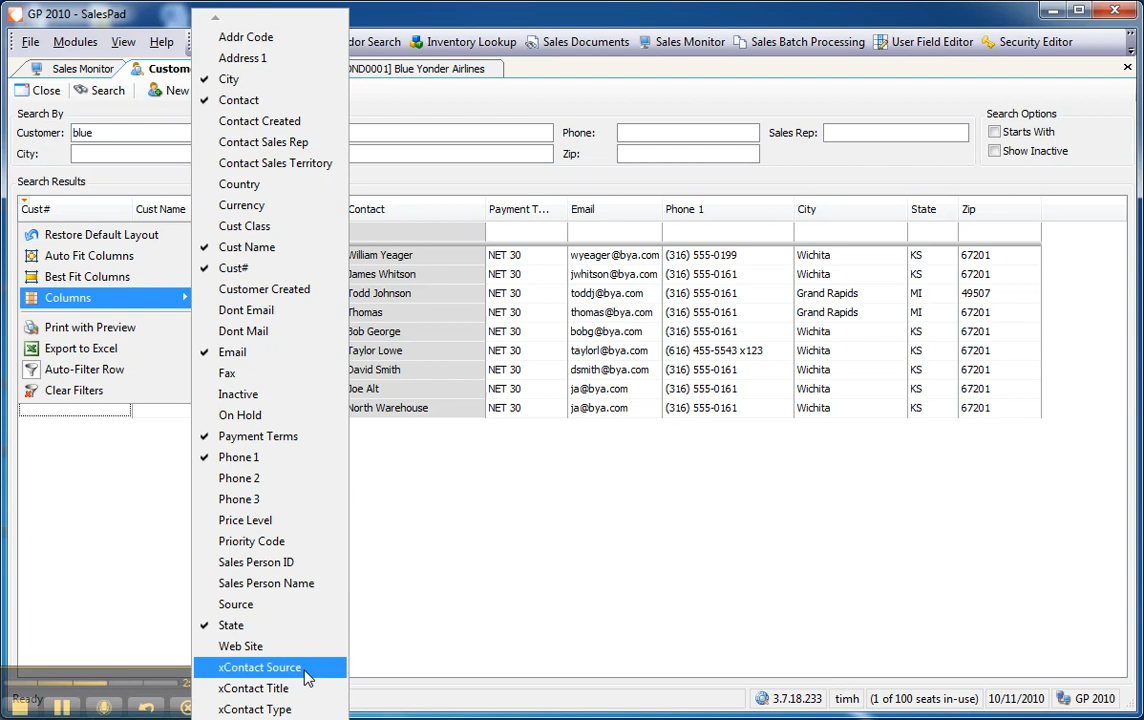 GP 2010 - SalesPad
File Modules View Help dor Search Inventory Lookup Sales Documents Sales Monitor Sales Batch Processing User Field Editor Security Editor
Sales Monitor Custome OND0001] Blue Yonder Airlines
Close Search New
Search By
Search Options
Customer: blue Phone: Sales Rep: Starts With
City: Zip: Show Inactive
Search Results
Cust# Cust Name Contact Payment T... Email Phone 1 City State Zip
William Yeager NET 30 wyeager@bya.com (316) 555-0199 Wichita KS 67201
James Whitson NET 30 jwhitson@bya.com (316) 555-0161 Wichita KS 67201
Todd Johnson NET 30 toddj@bya.com (316) 555-0161 Grand Rapids MI 49507
Thomas NET 30 thomas@bya.com (316) 555-0161 Grand Rapids MI
Bob George NET 30 bobg@bya.com (316) 555-0161 Wichita KS 67201
Taylor Lowe NET 30 taylorl@bya.com (616) 455-5543 x123 Wichita KS 67201
David Smith NET 30 dsmith@bya.com (316) 555-0161 Wichita KS 67201
Joe Alt NET 30 ja@bya.com (316) 555-0161 Wichita KS 67201
North Warehouse NET 30 ja@bya.com (316) 555-0161 Wichita KS 67201
Restore Default Layout
Auto Fit Columns
Best Fit Columns
Columns
Print with Preview
Export to Excel
Auto-Filter Row
Clear Filters
Addr Code
Address1
City
Contact
Contact Created
Contact Sales Rep
Contact Sales Territory
Country
Currency
Cust Class
Cust Name
Cust#
Customer Created
Dont Email
Dont Mail
Email
Fax
Inactive
On Hold
Payment Terms
Phone 1
Phone 2
Phone 3
Price Level
Priority Code
Sales Person ID
Sales Person Name
Source
State
Web Site
xContact Source
xContact Title
xContact Type
Ready 3.7.18.233 timh (1 of 100 seats in-use) 10/11/2010 GP 2010